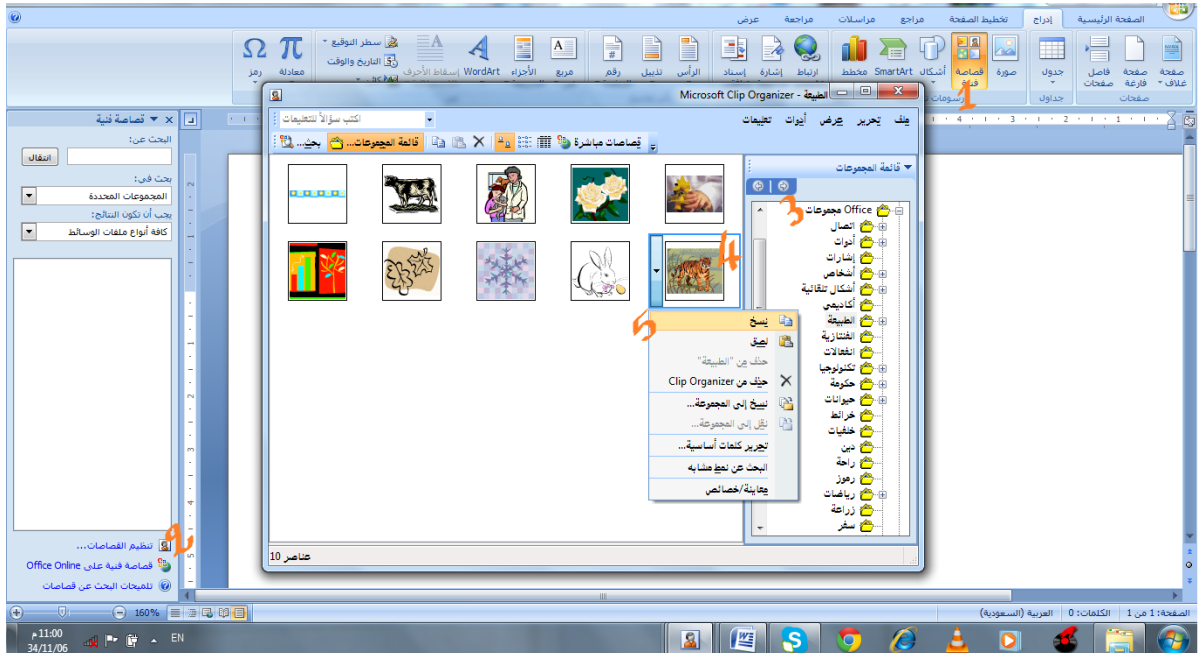 الصفحة الرئيسية إدراج تخطيط الصفحة مراجع مراسلات مراجعة عرض
صفحة غلاف
صفحة فارغة
فاصل صفحات
صفحات
جدول
جداول
صورة
قصاصة
أشكال
SmartArt
مخطط
ارتباط
إشارة
إسناد
الرأس
تذييل
رقم
مربع
الأجزاء
WordArt
إسقاط الأحرف
سطر التوقيع
التاريخ والوقت
معادلة
رمز
1
الطبيعة - Microsoft Clip Organizer
ملف تحرير عرض أدوات تعليمات
اكتب سؤالاً للتعليمات
قصاصات مباشرة
قائمة المجموعات...
بحث...
قائمة المجموعات
3
مجموعات Office
اتصال
أدوات
إشارات
أشخاص
أشكال تلقائية
أكاديمي
الطبيعة
الفنتازية
انفعالات
تكنولوجيا
حكومة
حيوانات
خرائط
خلفيات
دين
راحة
رموز
رياضات
زراعة
سفر
4
5
نسخ
لصق
حذف من "الطبيعة"
حذف من Clip Organizer
نسخ إلى المجموعة...
نقل إلى المجموعة...
تحرير كلمات أساسية...
البحث عن نمط مشابه
معاينة/خصائص
10 عناصر
قصاصة فنية
البحث عن:
انتقال
بحث في:
المجموعات المحددة
يجب أن تكون النتائج:
كافة أنواع ملفات الوسائط
2
تنظيم القصاصات...
قصاصة فنية على Office Online
تلميحات البحث عن قصاصات
الصفحة: 1 من 1 الكلمات: 0 العربية (السعودية)
160%
EN
11:00 م
34/11/06